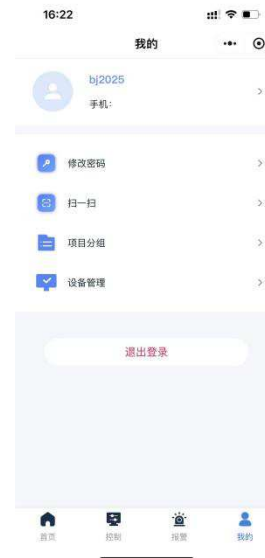 16:22
我的
bj2025
手机:
修改密码
扫一扫
项目分组
设备管理
退出登录
首页
控制
报警
我的